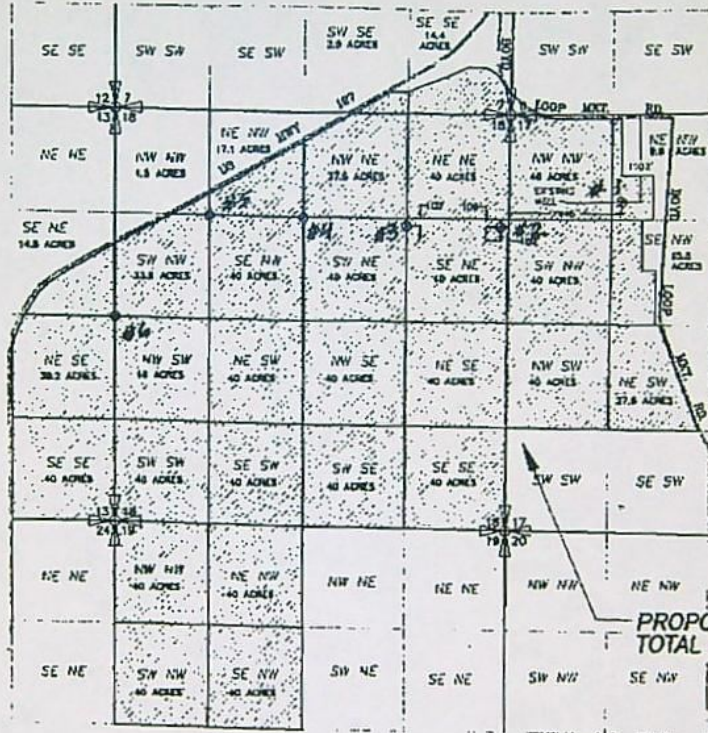 SW SE
2.9 ACRES
SE SE
14.4
ACRES
SE SE
SW SW
SE SW
SW SW
SE SW
12 7
13 18
7
17
LOOP MKT. RD.
US HWY
NE NE
NW NW
1.5 ACRES
NE NW
17.1 ACRES
NW NE
37.5 ACRES
NE NE
40 ACRES
NW NW
40 ACRES
EXISTING
WELL
#1
NE NW
9.8 ACRES
SE NE
14.5 ACRES
SW NW
33.8 ACRES
#5
SE NW
40 ACRES
#4
SW NE
40 ACRES
#3
SE NE
40 ACRES
#2
SW NW
40 ACRES
SE NW
ACRES
LOOP
MKT.
RD.
#6
NE SE
ACRES
NW SW
ACRES
NE SW
40 ACRES
NW SE
40 ACRES
NE SE
40 ACRES
NW SW
40 ACRES
NE SW
37.6 ACRES
SE SE
40 ACRES
SW SW
40 ACRES
SE SW
40 ACRES
SW SE
40 ACRES
SE SE
40 ACRES
SW SW
SE SW
13 18
24 19
18 17
19 20
NE NE
NW NW
40 ACRES
NE NW
40 ACRES
NW NE
NE NE
NW NW
NE NW
PROPO
TOTAL
SE NE
SW NW
40 ACRES
SE NW
40 ACRES
SW NE
SE NE
SW NW
SE NW